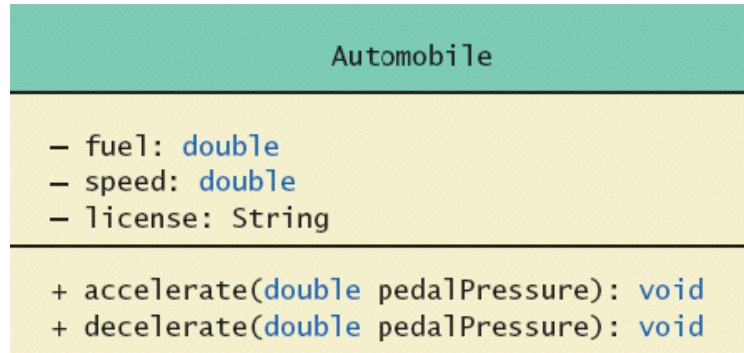 Automobile
– fuel: double
– speed: double
– license: String
+ accelerate(double pedalPressure): void
+ decelerate(double pedalPressure): void